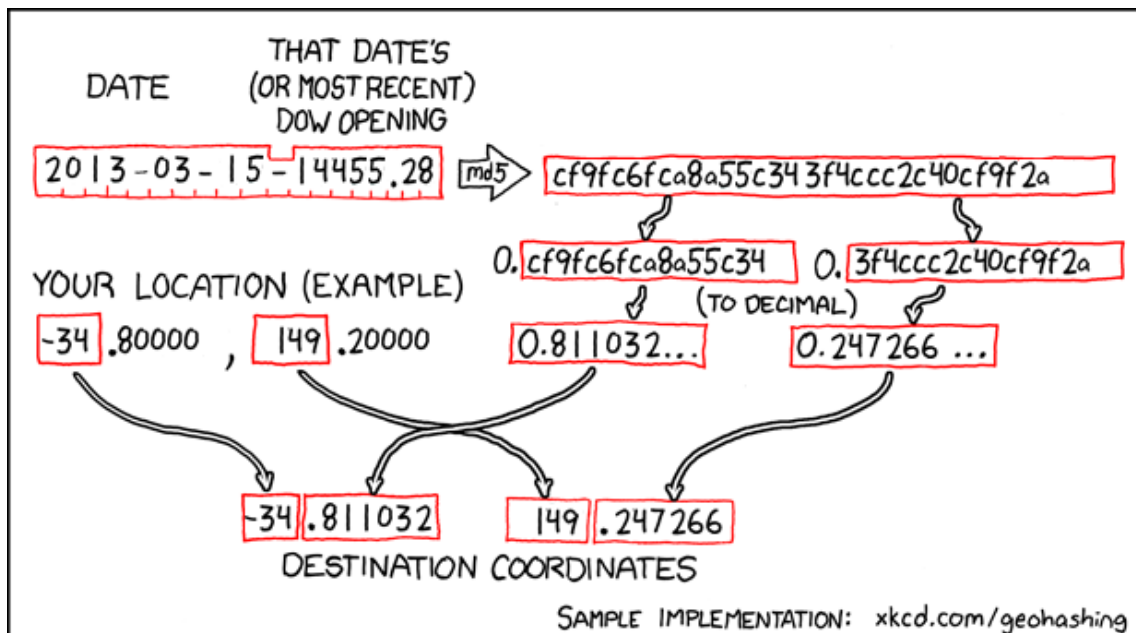 DATE
THAT DATE'S
(OR MOST RECENT)
DOW OPENING
2013-03-15-14455.28
md5
cf9fc6fca8a55c343f4ccc2c40cf9f2a
0.cf9fc6fca8a55c34
0.3f4ccc2c40cf9f2a
(TO DECIMAL)
YOUR LOCATION (EXAMPLE)
-34.80000, 149.20000
0.811032...
0.247266...
-34.811032
149.247266
DESTINATION COORDINATES
SAMPLE IMPLEMENTATION: xkcd.com/geohashing